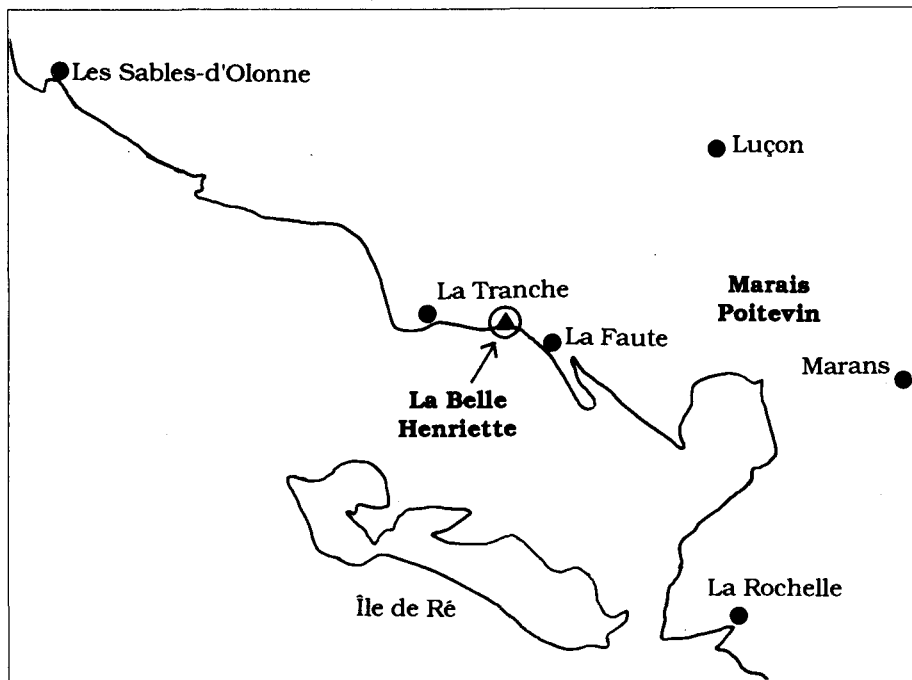 Les Sables-d'Olonne
Luçon
La Tranche
Marais
Poitevin
La Faute
Marans
La Belle
Henriette
Île de Ré
La Rochelle